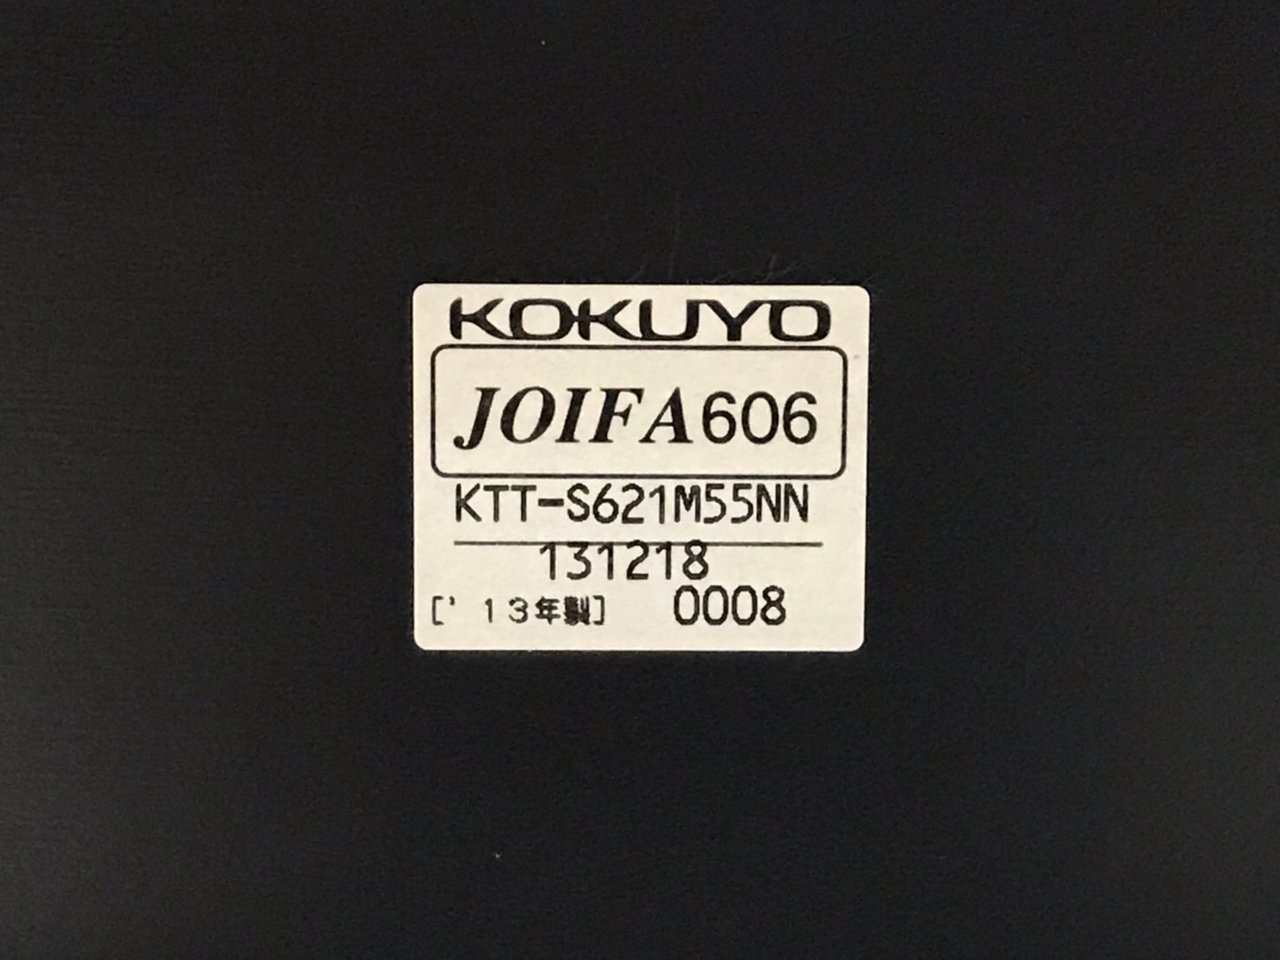 KOKUYO
JOIFA606
KTT-S621M55NN
131218
['13年製] 0008